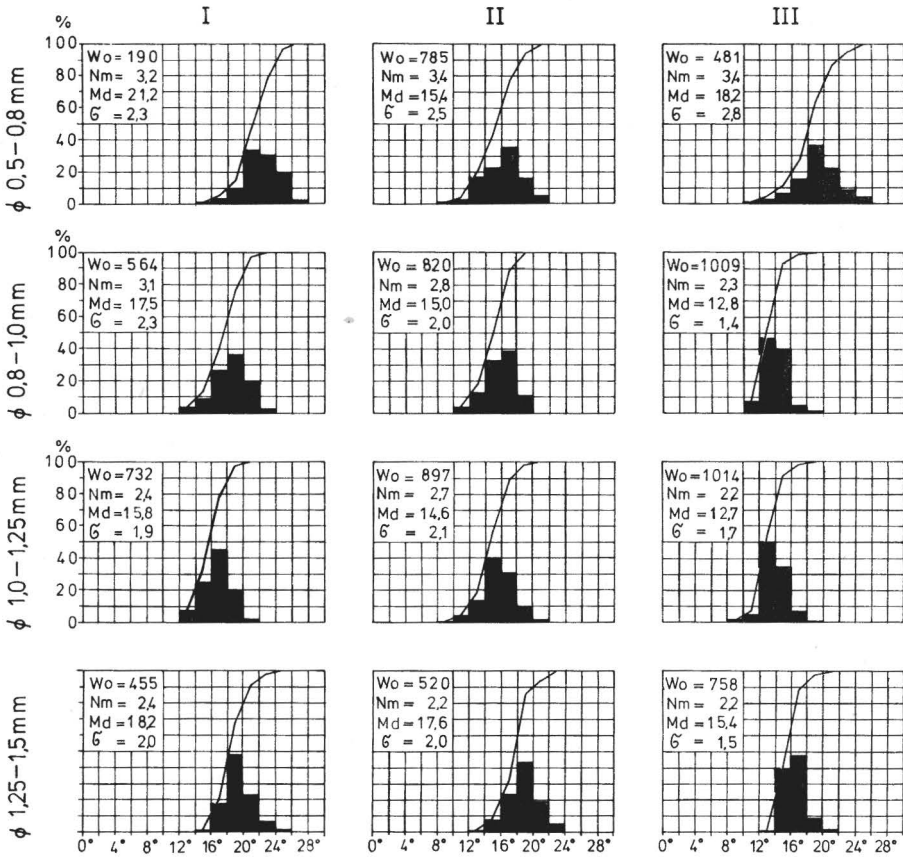 I II III
%
100
80
60
40
20
0
ϕ 0,5–0,8mm
Wo = 190
Nm = 3,2
Md = 21,2
б = 2,3
Wo = 785
Nm = 3,4
Md = 15,4
б = 2,5
Wo = 481
Nm = 3,4
Md = 18,2
б = 2,8
%
100
80
60
40
20
0
ϕ 0,8–1,0mm
Wo = 564
Nm = 3,1
Md = 17,5
б = 2,3
Wo = 820
Nm = 2,8
Md = 15,0
б = 2,0
Wo = 1009
Nm = 2,3
Md = 12,8
б = 1,4
%
100
80
60
40
20
0
ϕ 1,0–1,25mm
Wo = 732
Nm = 2,4
Md = 15,8
б = 1,9
Wo = 897
Nm = 2,7
Md = 14,6
б = 2,1
Wo = 1014
Nm = 2,2
Md = 12,7
б = 1,7
ϕ 1,25–1,5mm
Wo = 455
Nm = 2,4
Md = 18,2
б = 2,0
Wo = 520
Nm = 2,2
Md = 17,6
б = 2,0
Wo = 758
Nm = 2,2
Md = 15,4
б = 1,5
0° 4° 8° 12° 16° 20° 24° 28° 0° 4° 8° 12° 16° 20° 24° 28° 0° 4° 8° 12° 16° 20° 24° 28°